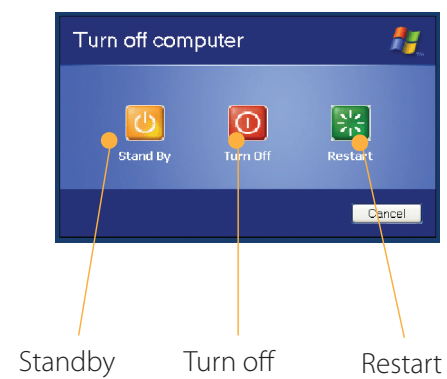 Turn off computer
Stand By Turn Off Restart
Cancel
Standby Turn off Restart